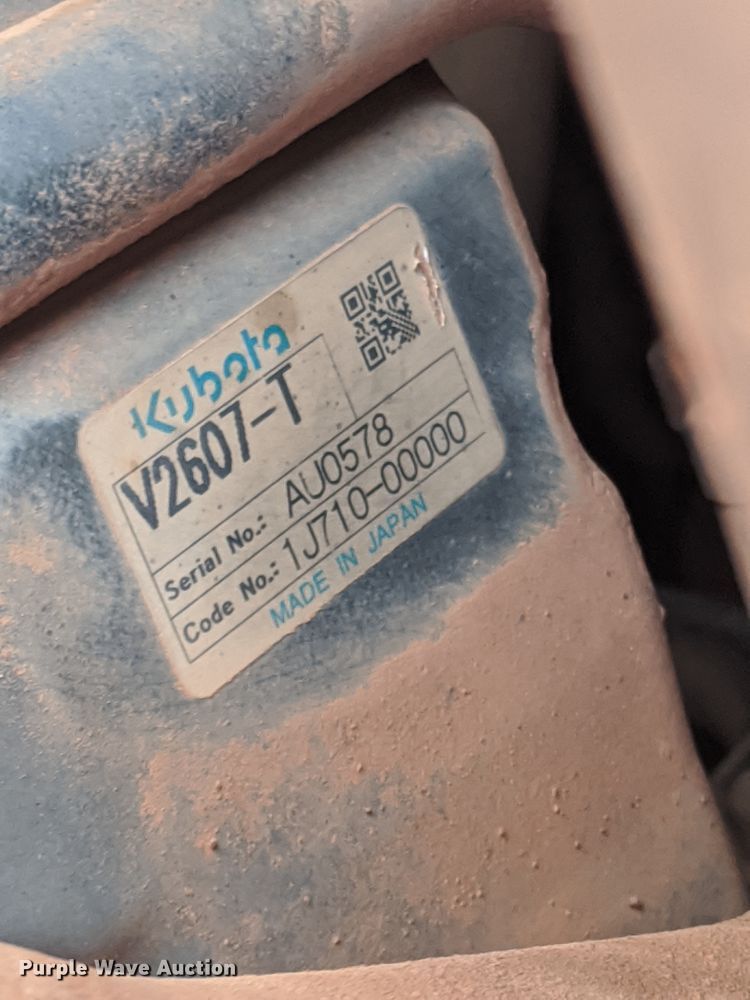 Kubota
V2607-T
Serial No.: AU0578
Code No.: 1J710-00000
MADE IN JAPAN
Purple Wave Auction